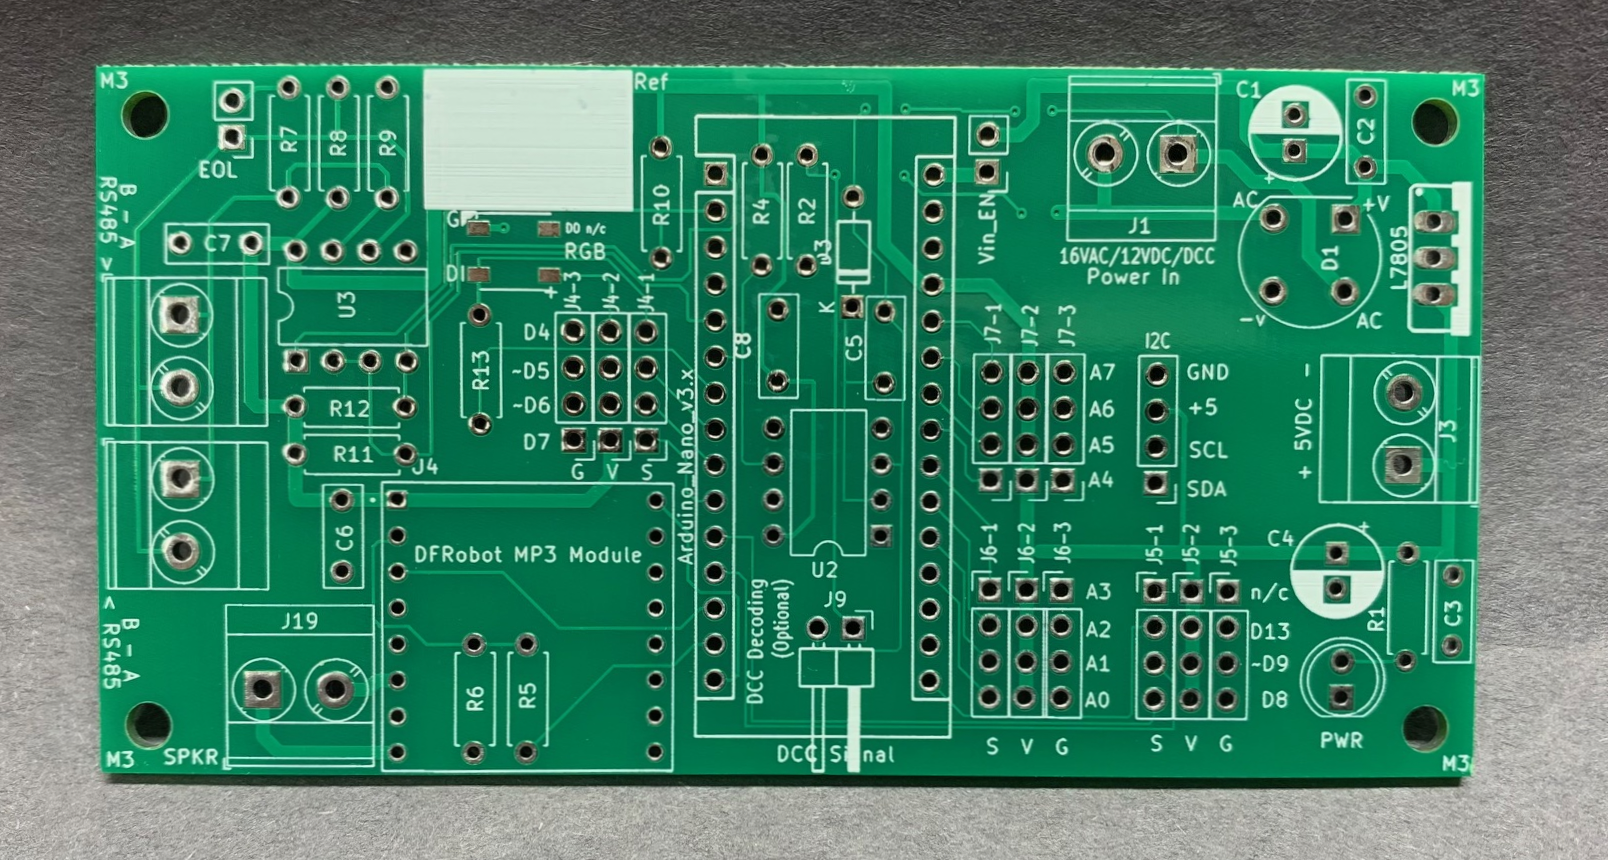 M3
Ref
C1
M3
R7
R8
R9
EOL
C2
B – A
RS485 >
R10
R4
R2
Vin_EN
+
AC
+V
J1
16VAC/12VDC/DCC
Power In
C7
G
DO n/c
RGB
DI
+
D1
L7805
U3
K
-v
AC
J4-3
J4-2
J4-1
D4
~D5
~D6
D7
G V S
R13
C8
C5
J7-1
J7-2
J7-3
A7
A6
A5
A4
I2C
GND
+5
SCL
SDA
+ 5VDC –
J3
R12
R11
J4
Arduino_Nano_v3.x
C6
DFRobot MP3 Module
U2
J9
DCC Decoding
(Optional)
J6-1
J6-2
J6-3
A3
A2
A1
A0
S V G
J5-1
J5-2
J5-3
n/c
D13
~D9
D8
S V G
C4
+
R1
C3
PWR
< B – A
RS485
J19
R6
R5
M3
SPKR
DCC Signal
M3